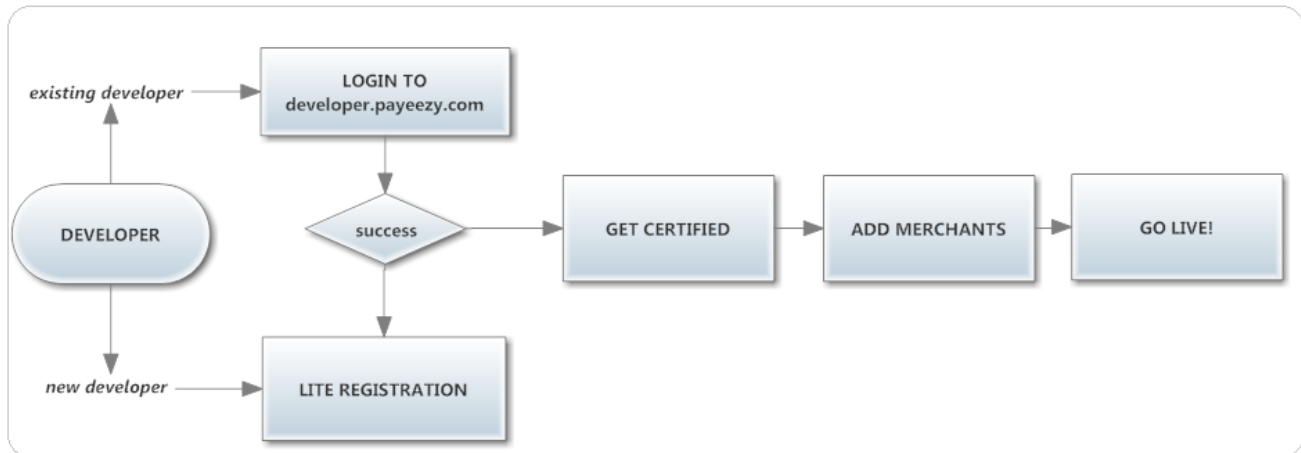 existing developer
LOGIN TO
developer.payeezy.com
DEVELOPER
success
GET CERTIFIED
ADD MERCHANTS
GO LIVE!
new developer
LITE REGISTRATION